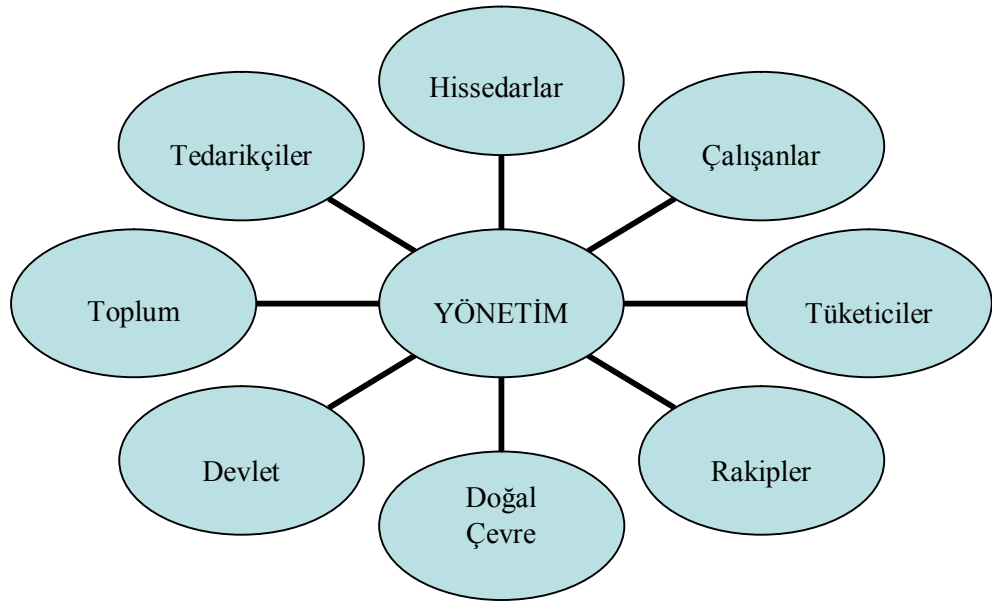 Hissedarlar
Tedarikçiler
Çalışanlar
Toplum
YÖNETİM
Tüketiciler
Devlet
Doğal
Çevre
Rakipler